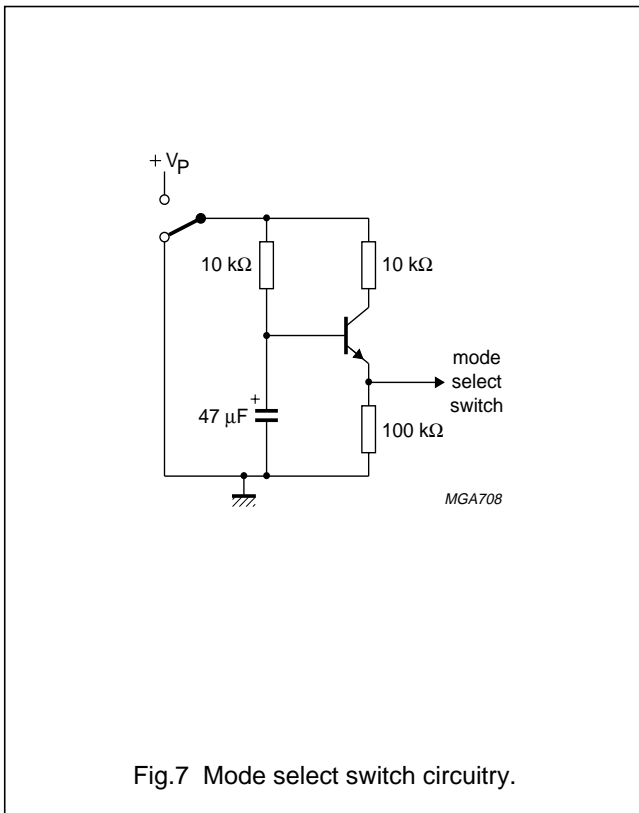 + VP
10 kΩ
10 kΩ
mode
select
switch
+
47 µF
100 kΩ
MGA708
Fig.7 Mode select switch circuitry.